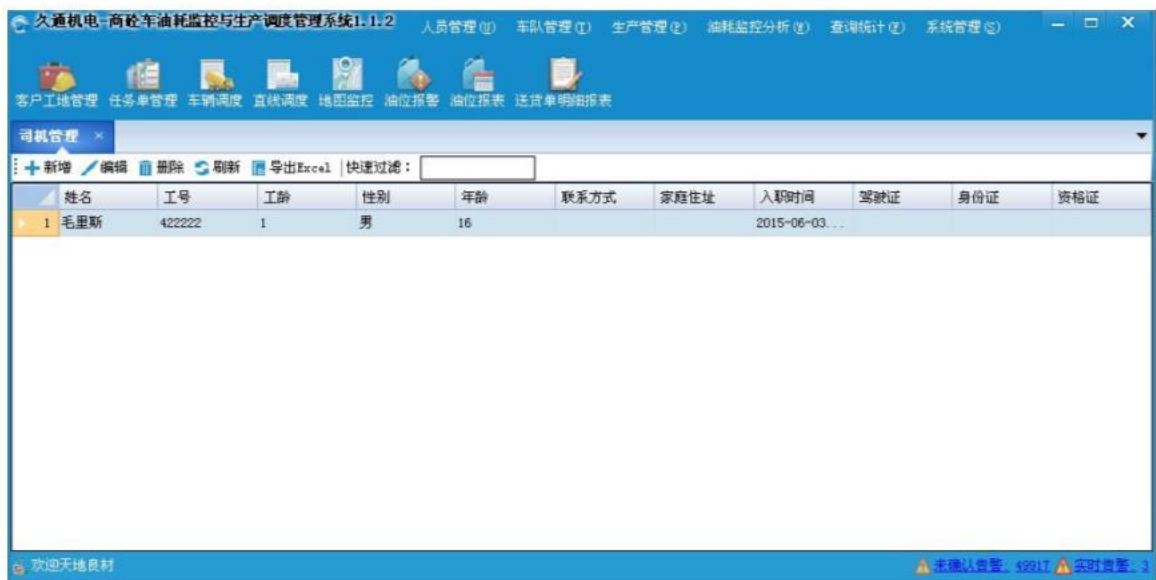 久通机电-商砼车油耗监控与生产调度管理系统1.1.2 人员管理(U) 车队管理(T) 生产管理(P) 油耗监控分析(W) 查询统计(Z) 系统管理(S)
客户工地管理 任务单管理 车辆调度 直线调度 地图监控 油位报警 油位报表 送货单明细报表
司机管理
新增 编辑 删除 刷新 导出Excel 快速过滤：
姓名 工号 工龄 性别 年龄 联系方式 家庭住址 入职时间 驾驶证 身份证 资格证
1 毛里斯 422222 1 男 16 2015-06-03...
欢迎天地良材 未确认告警：49917 实时告警：3